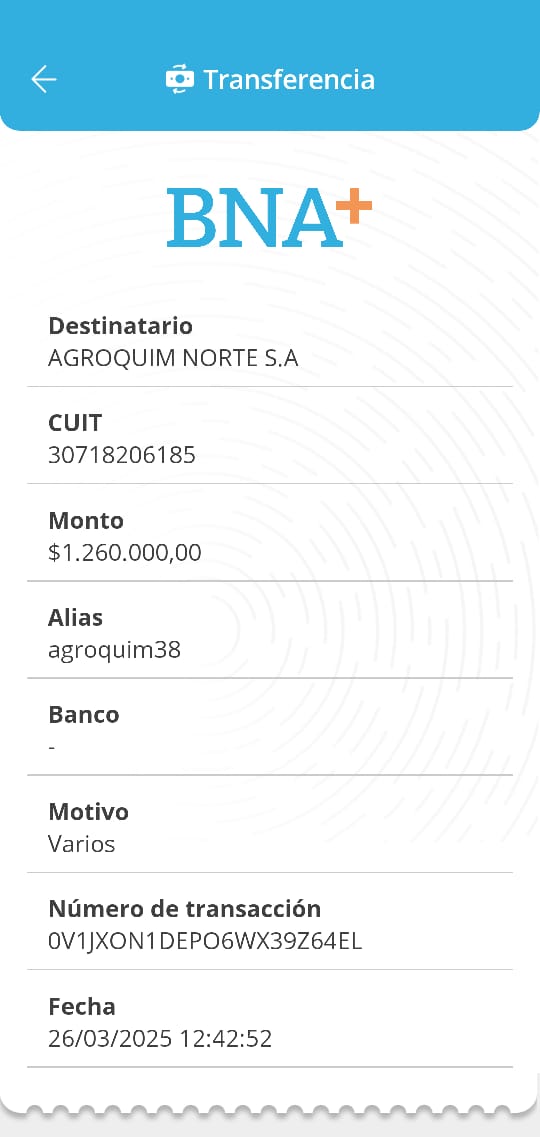 Transferencia
BNA+
Destinatario
AGROQUIM NORTE S.A
CUIT
30718206185
Monto
$1.260.000,00
Alias
agroquim38
Banco
-
Motivo
Varios
Número de transacción
0V1JXON1DEPO6WX39Z64EL
Fecha
26/03/2025 12:42:52